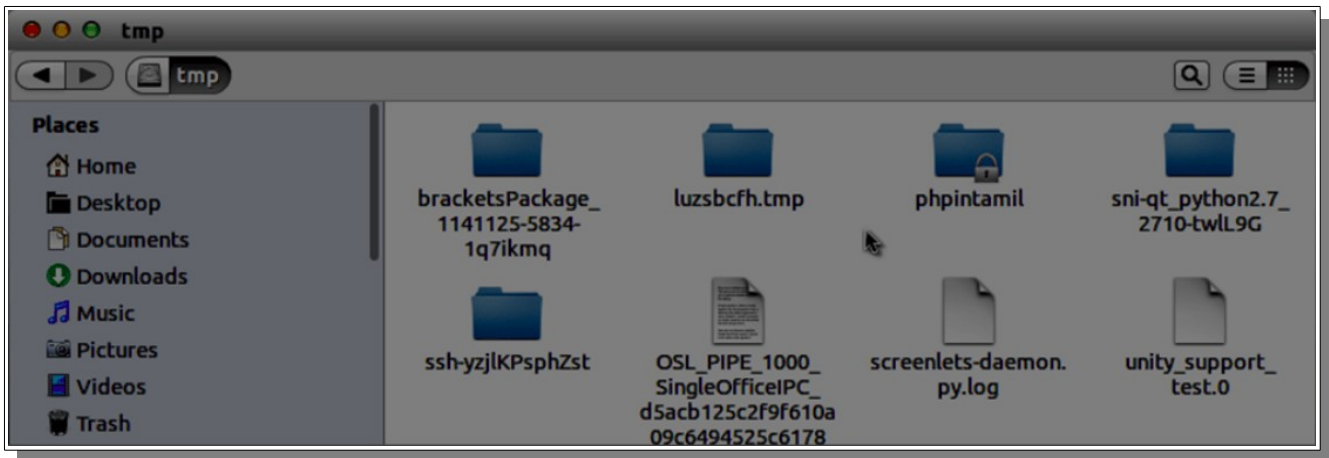 tmp
tmp
Places
Home
Desktop
Documents
Downloads
Music
Pictures
Videos
Trash
bracketsPackage_
1141125-5834-
1q7ikmq
luzsbcfh.tmp
phpintamil
sni-qt_python2.7_
2710-twlL9G
ssh-yzjlKPsphZst
OSL_PIPE_1000_
SingleOfficeIPC_
d5acb125c2f9f610a
09c6494525c6178
screenlets-daemon.
py.log
unity_support_
test.0